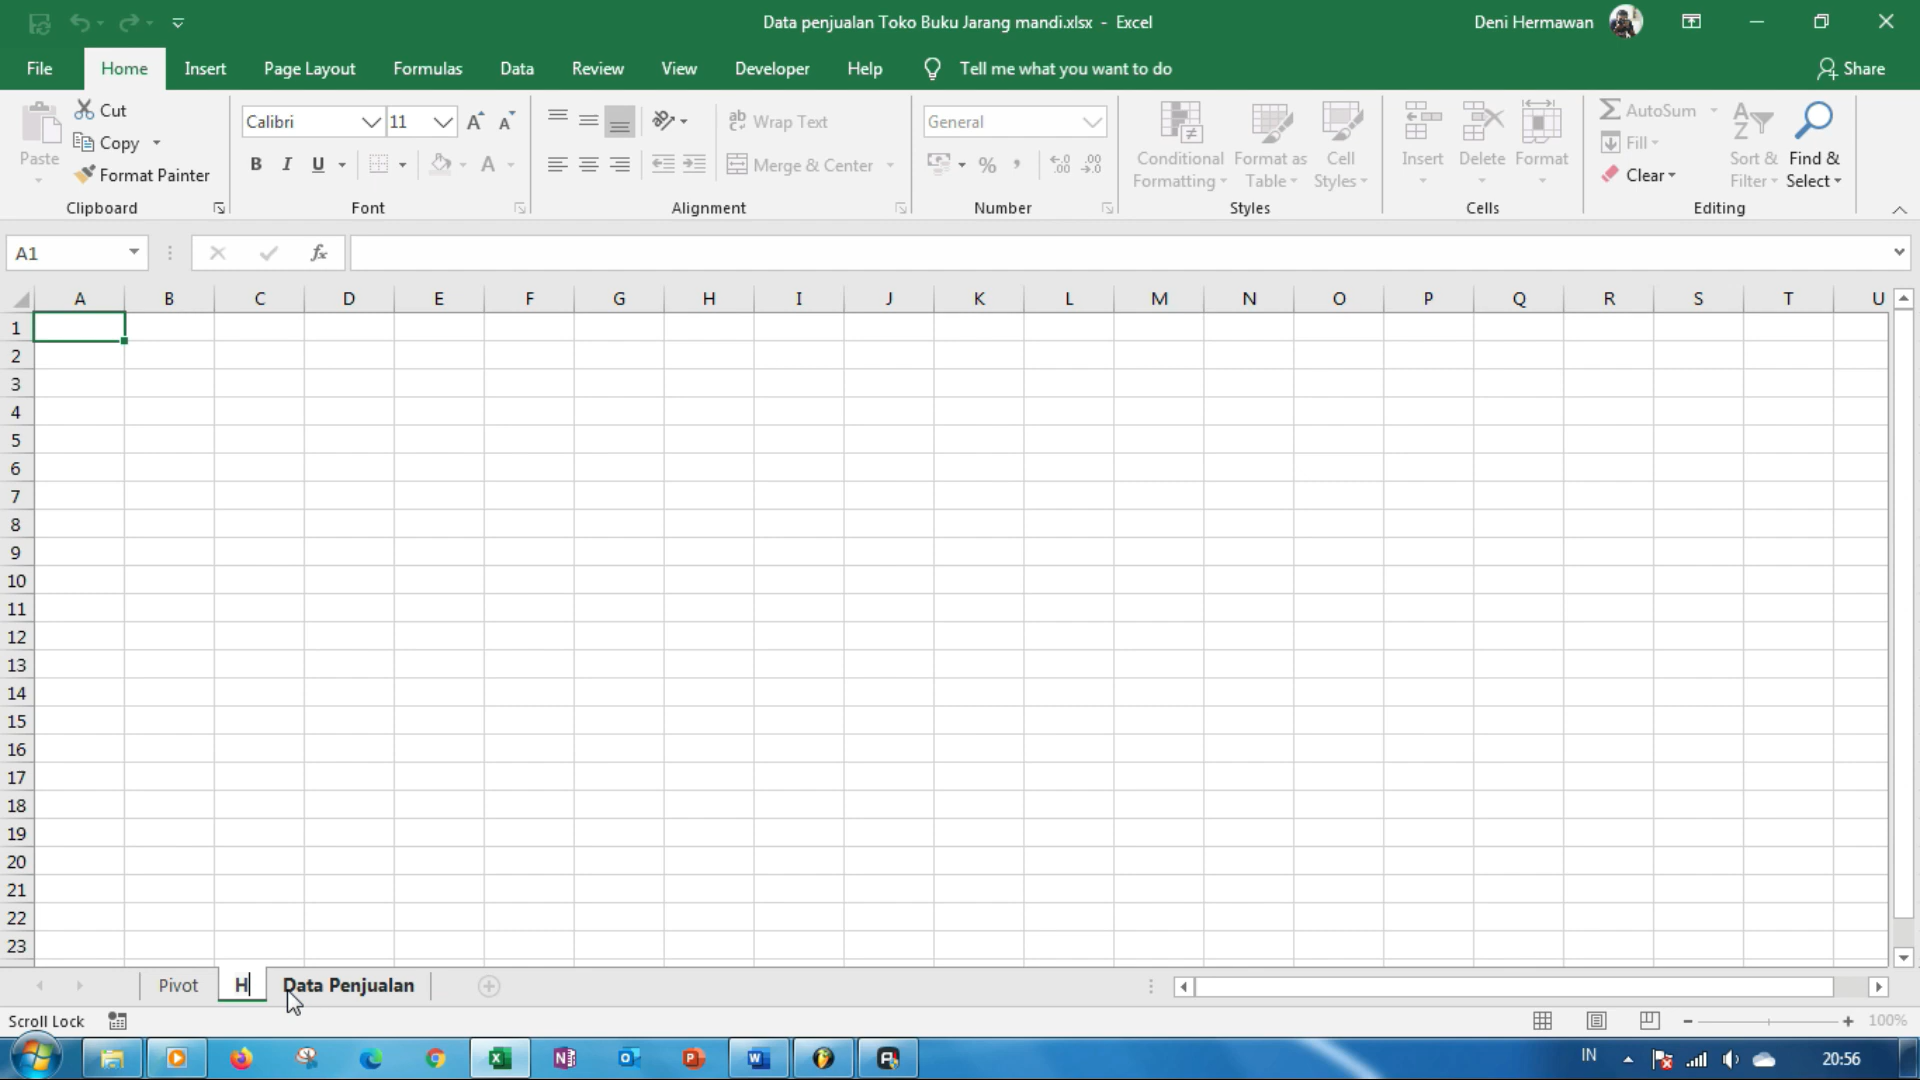 Data penjualan Toko Buku Jarang mandi.xlsx - Excel
Deni Hermawan
File Home Insert Page Layout Formulas Data Review View Developer Help Tell me what you want to do Share
Paste
Cut
Copy
Format Painter
Clipboard
Calibri 11
B I U
Font
Wrap Text
Merge & Center
Alignment
General
Number
Conditional Formatting
Format as Table
Cell Styles
Styles
Insert Delete Format
Cells
AutoSum
Fill
Clear
Sort & Filter
Find & Select
Editing
A1 fx
A B C D E F G H I J K L M N O P Q R S T U
1
2
3
4
5
6
7
8
9
10
11
12
13
14
15
16
17
18
19
20
21
22
23
Pivot H Data Penjualan
Scroll Lock 100%
IN 20:56